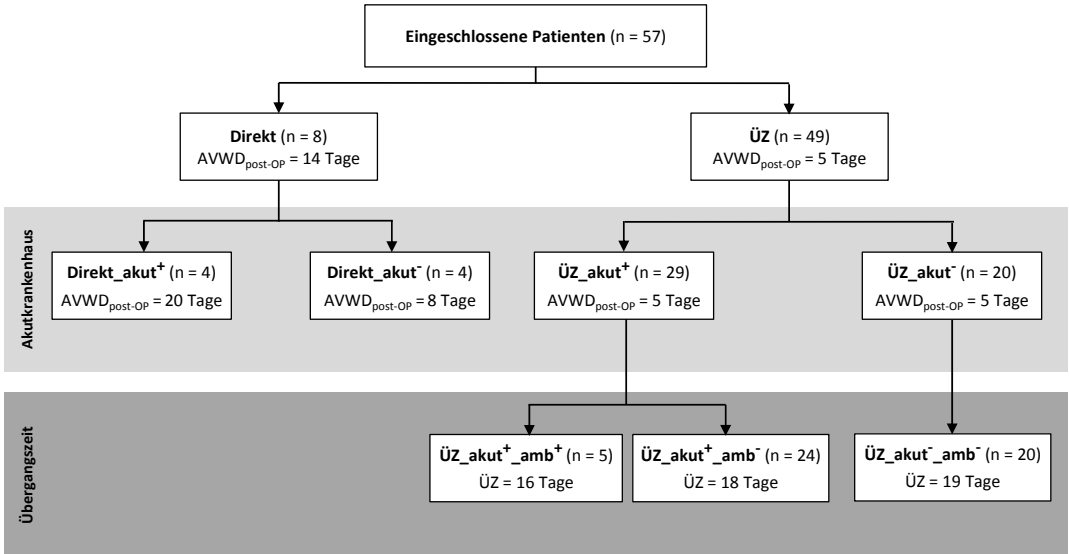 Eingeschlossene Patienten (n = 57)
Direkt (n = 8)
AVWDpost-OP = 14 Tage
ÜZ (n = 49)
AVWDpost-OP = 5 Tage
Akutkrankenhaus
Direkt_akut⁺ (n = 4)
AVWDpost-OP = 20 Tage
Direkt_akut⁻ (n = 4)
AVWDpost-OP = 8 Tage
ÜZ_akut⁺ (n = 29)
AVWDpost-OP = 5 Tage
ÜZ_akut⁻ (n = 20)
AVWDpost-OP = 5 Tage
Übergangszeit
ÜZ_akut⁺_amb⁺ (n = 5)
ÜZ = 16 Tage
ÜZ_akut⁺_amb⁻ (n = 24)
ÜZ = 18 Tage
ÜZ_akut⁻_amb⁻ (n = 20)
ÜZ = 19 Tage